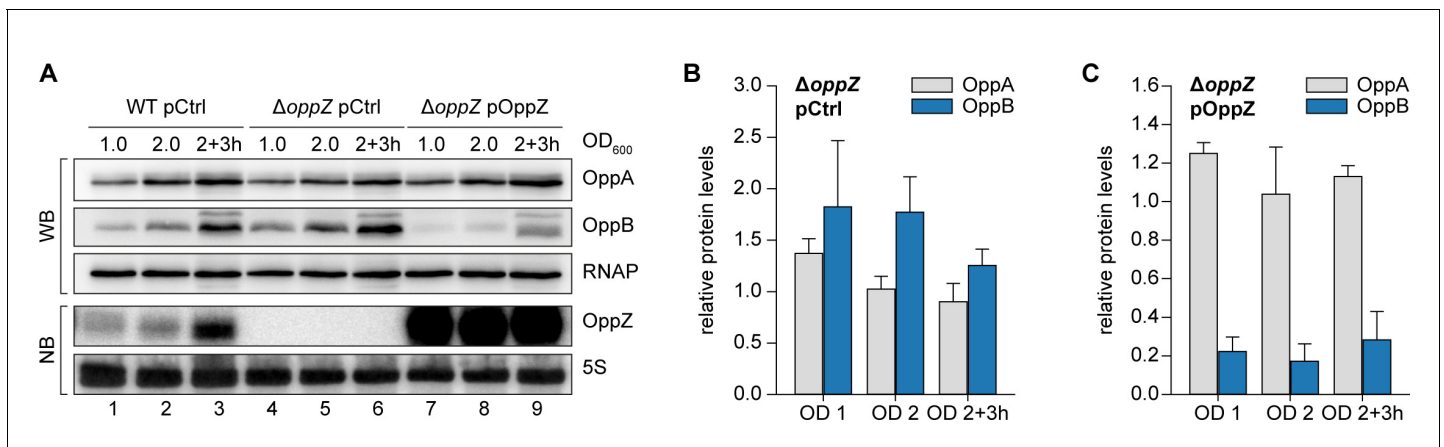 A
WT pCtrl ΔoppZ pCtrl ΔoppZ pOppZ
1.0 2.0 2+3h 1.0 2.0 2+3h 1.0 2.0 2+3h OD600
WB
OppA
OppB
RNAP
NB
OppZ
5S
1 2 3 4 5 6 7 8 9
B
ΔoppZ
pCtrl
OppA
OppB
relative protein levels
3.0
2.5
2.0
1.5
1.0
0.5
0.0
OD 1 OD 2 OD 2+3h
C
ΔoppZ
pOppZ
OppA
OppB
relative protein levels
1.6
1.4
1.2
1.0
0.8
0.6
0.4
0.2
0.0
OD 1 OD 2 OD 2+3h